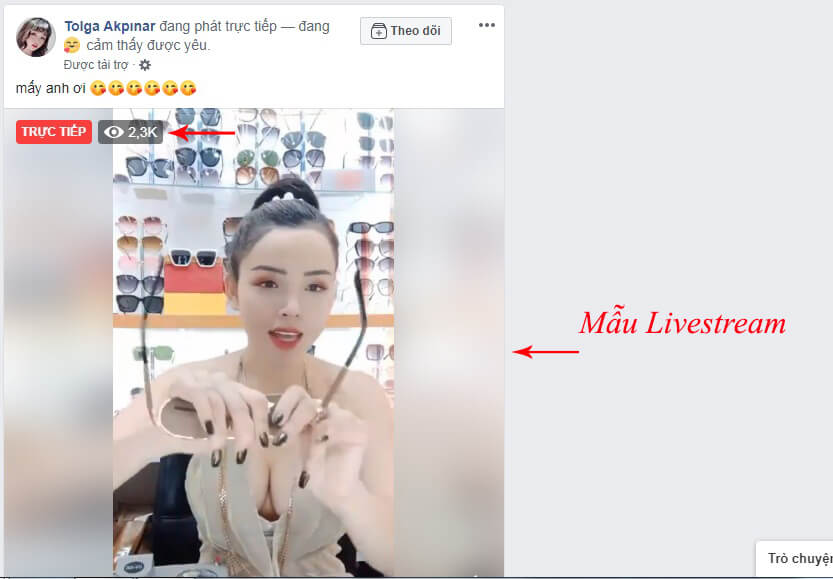 Tolga Akpınar đang phát trực tiếp — đang
🥰 cảm thấy được yêu.
Được tài trợ ·
Theo dõi
mấy anh ơi 😘😘😘😘😘😘
TRỰC TIẾP 2,3K
Mẫu Livestream
Trò chuyện